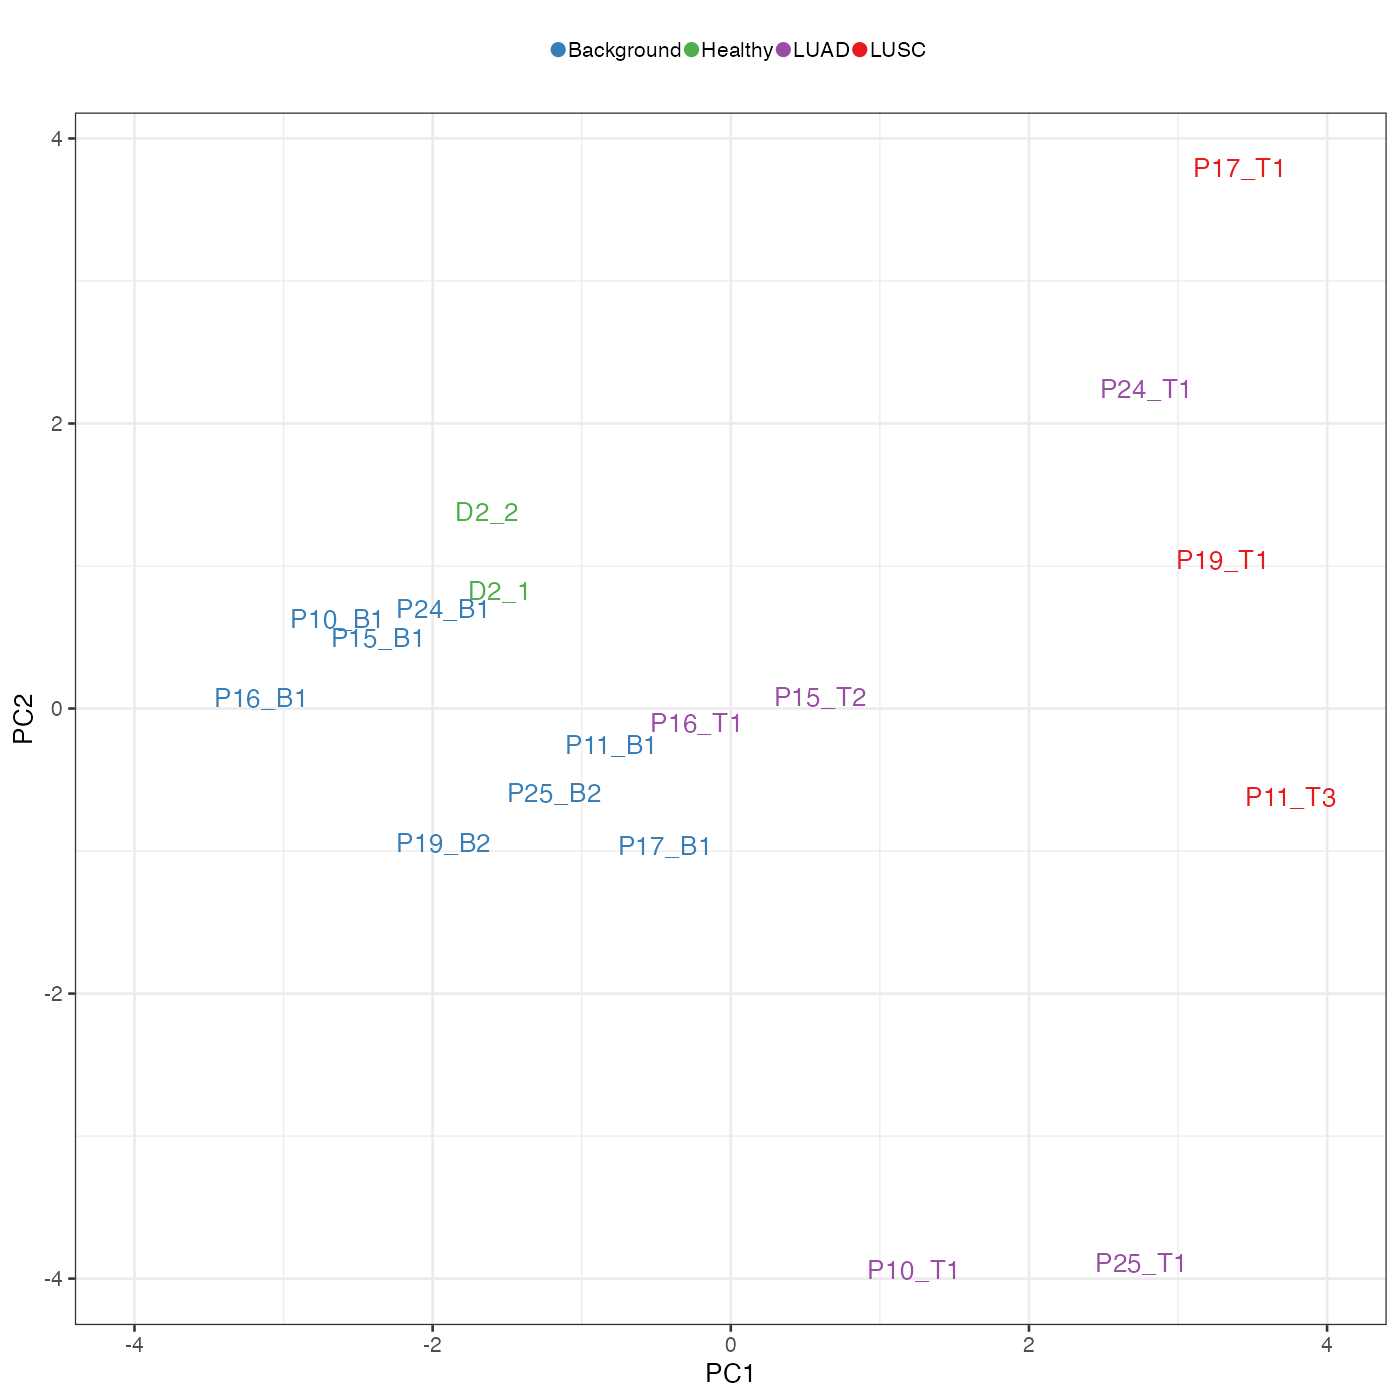 Background Healthy LUAD LUSC
4
P17_T1
P24_T1
2
D2_2
P19_T1
D2_1
P24_B1
P10_B1
P15_B1
P15_T2
P16_B1
0
P16_T1
PC2
P11_B1
P25_B2
P11_T3
P19_B2
P17_B1
-2
P25_T1
P10_T1
-4
-4 -2 0 2 4
PC1